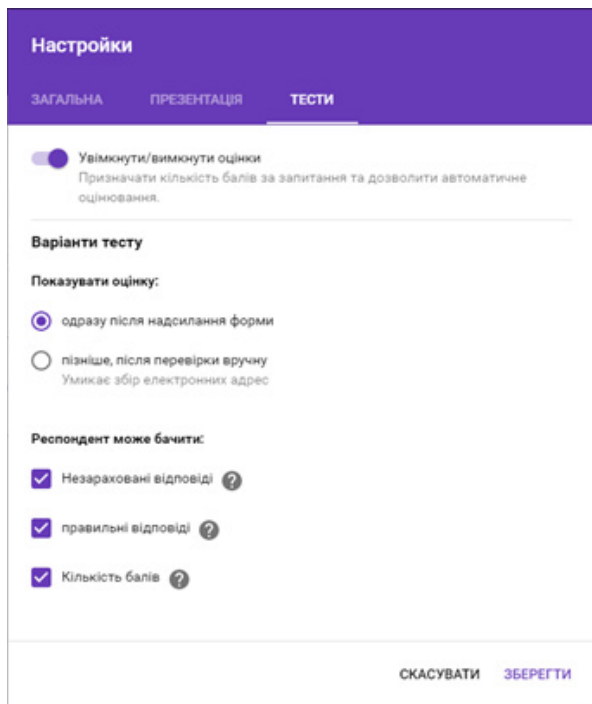 Настройки
ЗАГАЛЬНА ПРЕЗЕНТАЦІЯ ТЕСТИ
Увімкнути/вимкнути оцінки
Призначати кількість балів за запитання та дозволити автоматичне
оцінювання.
Варіанти тесту
Показувати оцінку:
одразу після надсилання форми
пізніше, після перевірки вручну
Умикає збір електронних адрес
Респондент може бачити:
Незараховані відповіді ?
правильні відповіді ?
Кількість балів ?
СКАСУВАТИ ЗБЕРЕГТИ